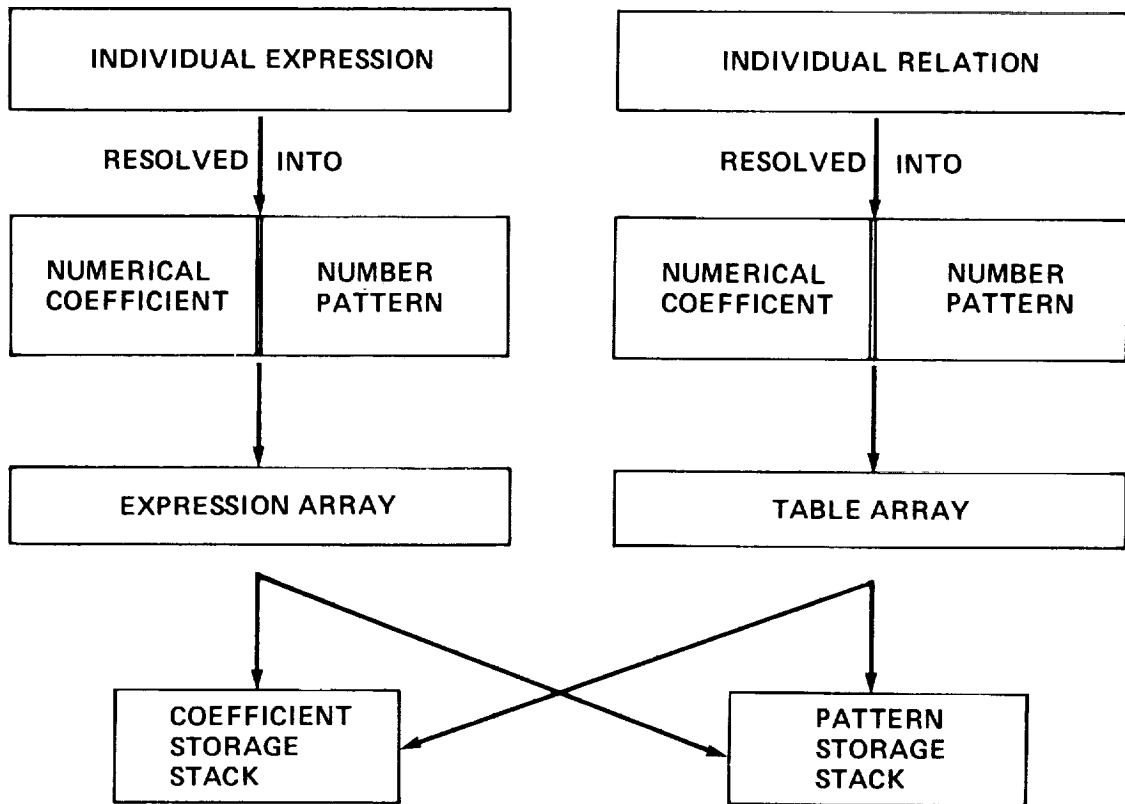 INDIVIDUAL EXPRESSION
INDIVIDUAL RELATION
RESOLVED INTO
RESOLVED INTO
NUMERICAL
COEFFICIENT
NUMBER
PATTERN
NUMERICAL
COEFFICENT
NUMBER
PATTERN
EXPRESSION ARRAY
TABLE ARRAY
COEFFICIENT
STORAGE
STACK
PATTERN
STORAGE
STACK